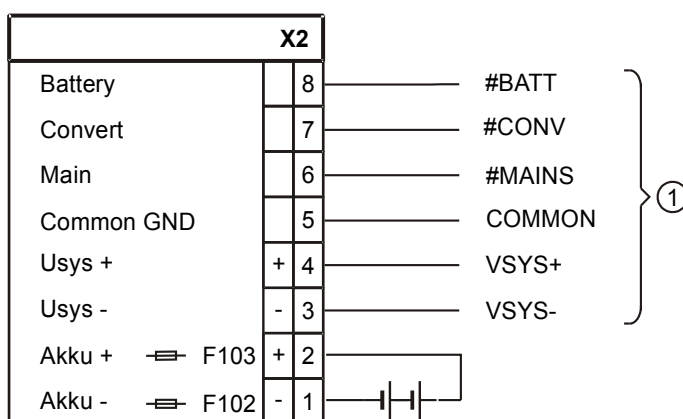 X2
Battery 8 #BATT
Convert 7 #CONV
Main 6 #MAINS
Common GND 5 COMMON
Usys + + 4 VSYS+
Usys - - 3 VSYS-
Akku + F103 + 2
Akku - F102 - 1
1